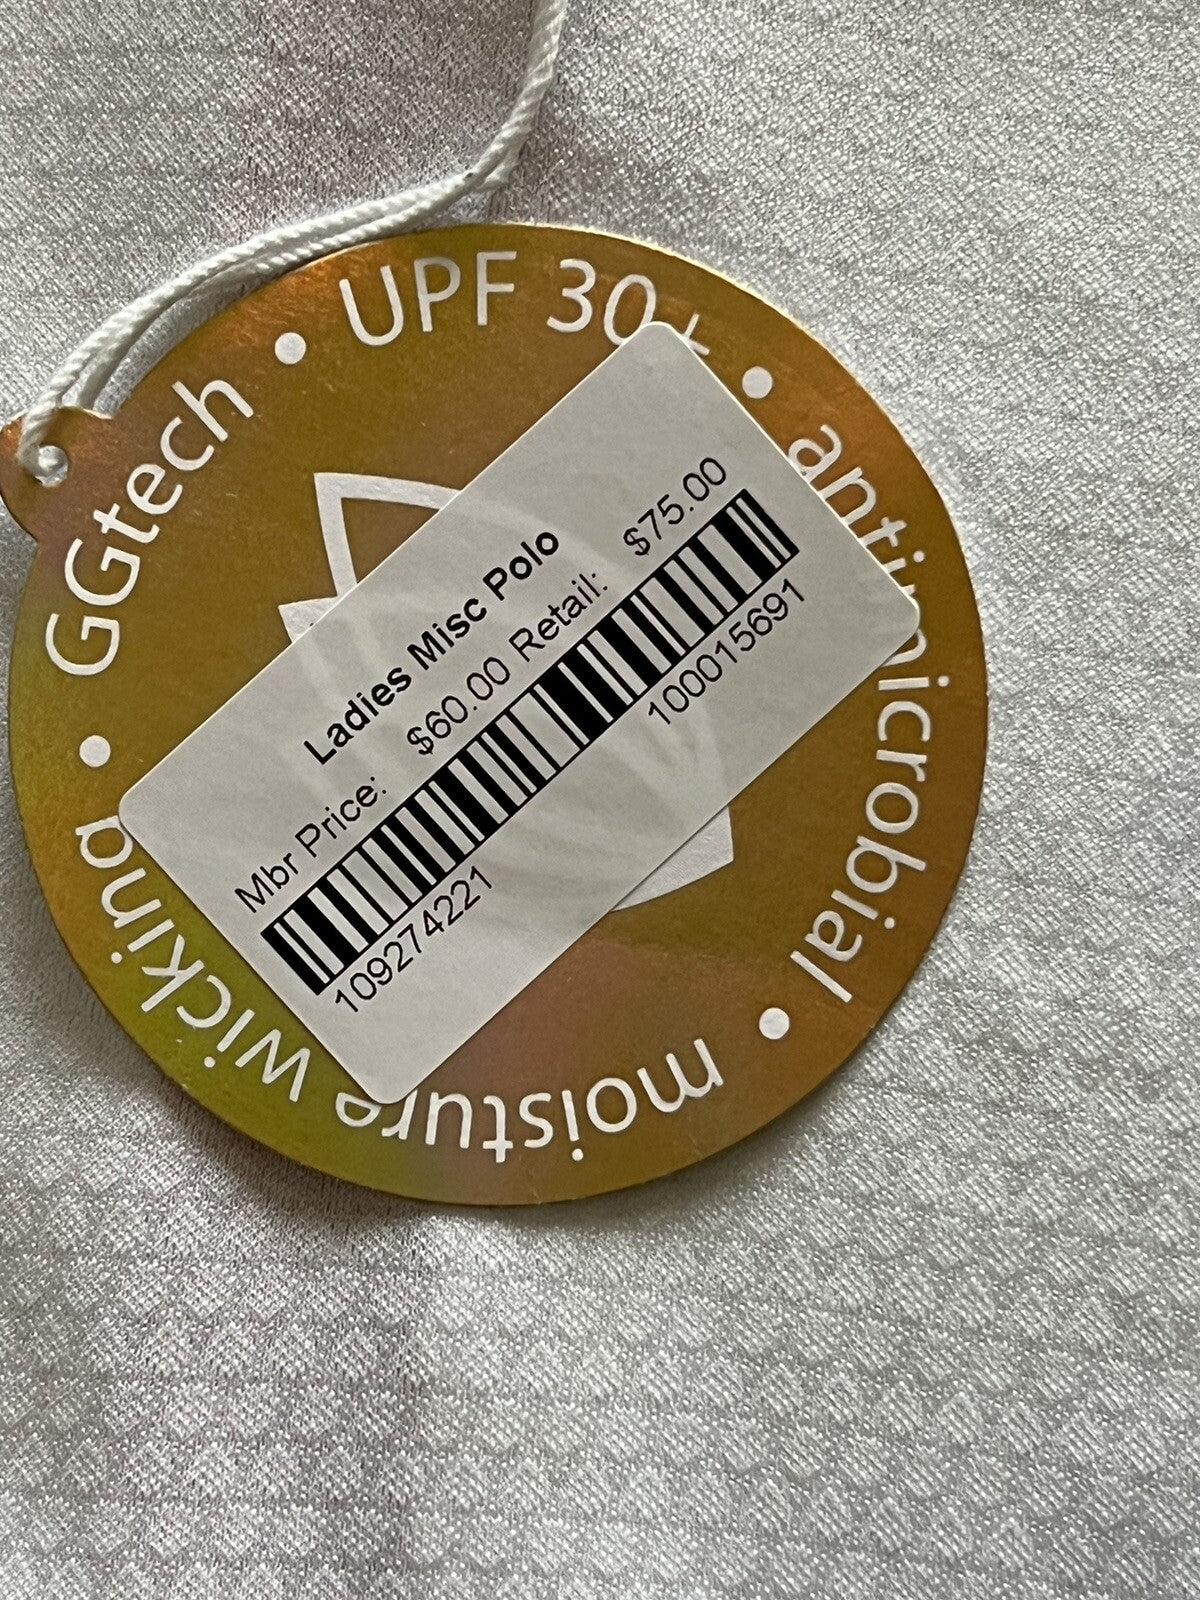 GGtech • UPF 30+ • antimicrobial • moisture wicking •
Ladies Misc Polo
Mbr Price: $60.00 Retail: $75.00
109274221 100015691